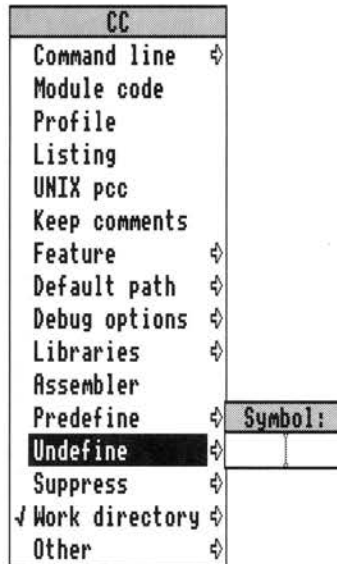 CC
Command line
Module code
Profile
Listing
UNIX pcc
Keep comments
Feature
Default path
Debug options
Libraries
Assembler
Predefine
Symbol:
Undefine
Suppress
√ Work directory
Other